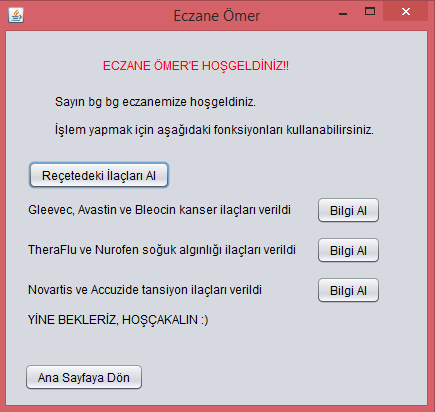 Eczane Ömer
ECZANE ÖMER'E HOŞGELDİNİZ!!
Sayın bg bg eczanemize hoşgeldiniz.
İşlem yapmak için aşağıdaki fonksiyonları kullanabilirsiniz.
Reçetedeki İlaçları Al
Gleevec, Avastin ve Bleocin kanser ilaçları verildi Bilgi Al
TheraFlu ve Nurofen soğuk algınlığı ilaçları verildi Bilgi Al
Novartis ve Accuzide tansiyon ilaçları verildi Bilgi Al
YİNE BEKLERİZ, HOŞÇAKALIN :)
Ana Sayfaya Dön